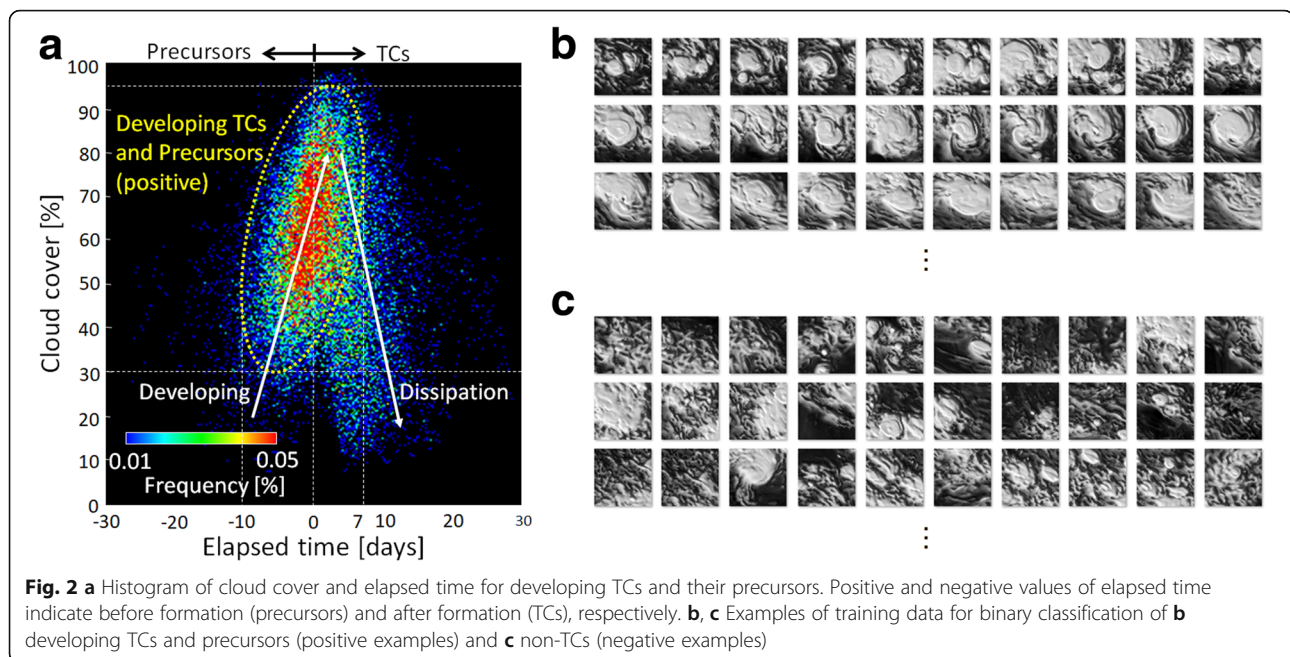 a
Precursors
TCs
100
90
80
70
60
50
40
30
20
10
0
Cloud cover [%]
Developing TCs
and Precursors
(positive)
Developing
Dissipation
0.01
0.05
Frequency [%]
-30
-20
-10
0
7
10
20
30
Elapsed time [days]
b
⋮
c
⋮
Fig. 2 a Histogram of cloud cover and elapsed time for developing TCs and their precursors. Positive and negative values of elapsed time
indicate before formation (precursors) and after formation (TCs), respectively. b, c Examples of training data for binary classification of b
developing TCs and precursors (positive examples) and c non-TCs (negative examples)